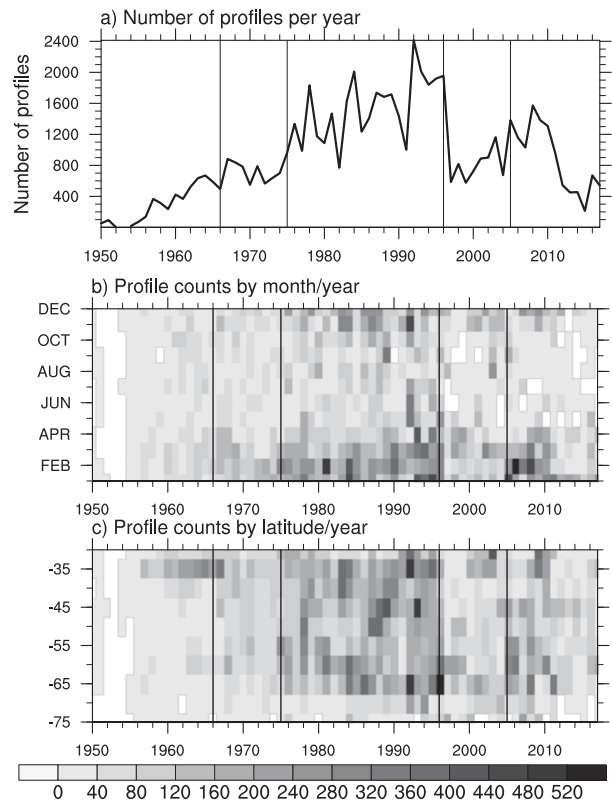 a) Number of profiles per year
2400
2000
1600
1200
800
400
Number of profiles
1950 1960 1970 1980 1990 2000 2010
b) Profile counts by month/year
DEC
OCT
AUG
JUN
APR
FEB
1950 1960 1970 1980 1990 2000 2010
c) Profile counts by latitude/year
-35
-45
-55
-65
-75
1950 1960 1970 1980 1990 2000 2010
0 40 80 120 160 200 240 280 320 360 400 440 480 520